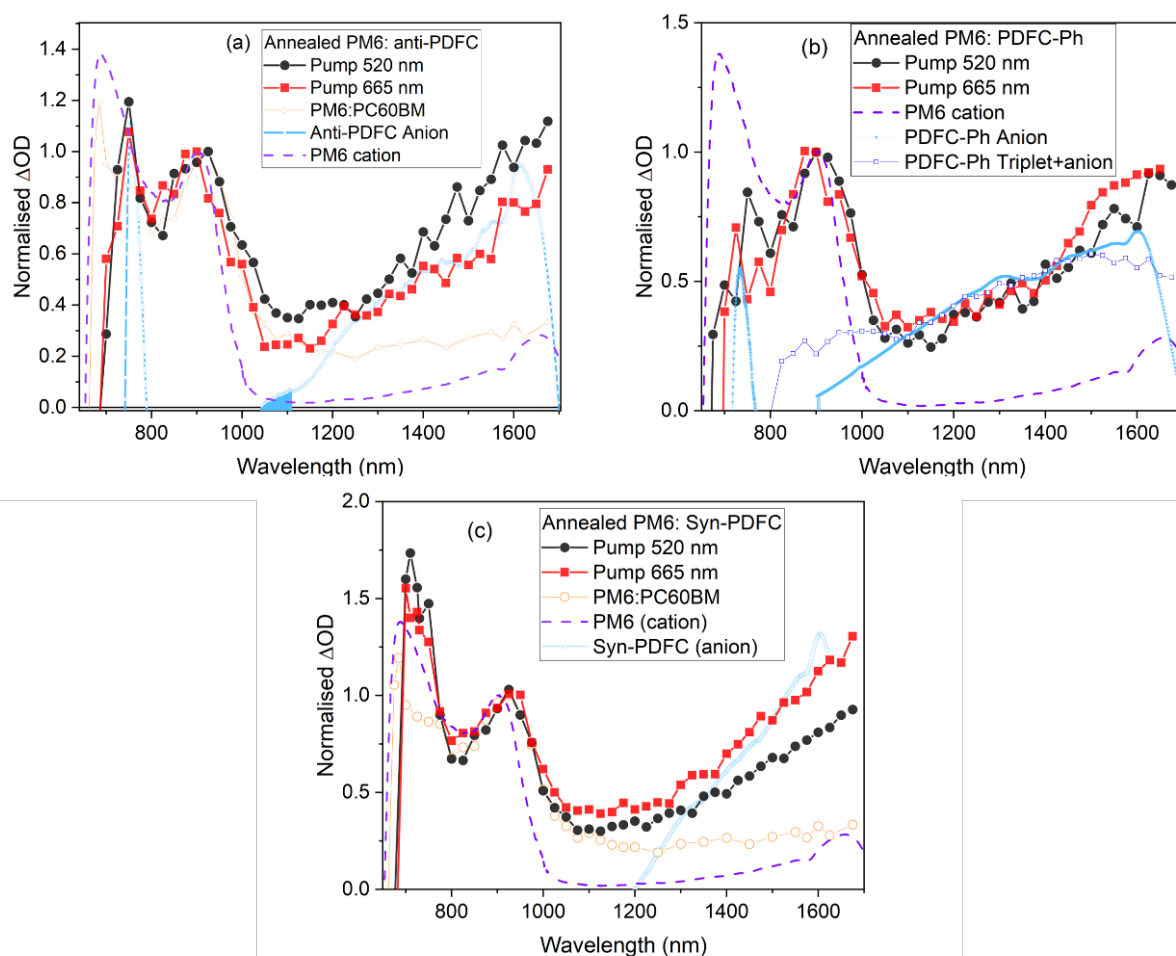 (a)
Annealed PM6: anti-PDFC
Pump 520 nm
Pump 665 nm
PM6:PC60BM
Anti-PDFC Anion
PM6 cation
Normalised ΔOD
1.4
1.2
1.0
0.8
0.6
0.4
0.2
0.0
800 1000 1200 1400 1600
Wavelength (nm)
(b)
Annealed PM6: PDFC-Ph
Pump 520 nm
Pump 665 nm
PM6 cation
PDFC-Ph Anion
PDFC-Ph Triplet+anion
Normalised ΔOD
1.5
1.0
0.5
0.0
800 1000 1200 1400 1600
Wavelength (nm)
(c)
Annealed PM6: Syn-PDFC
Pump 520 nm
Pump 665 nm
PM6:PC60BM
PM6 (cation)
Syn-PDFC (anion)
Normalised ΔOD
2.0
1.5
1.0
0.5
0.0
800 1000 1200 1400 1600
Wavelength (nm)